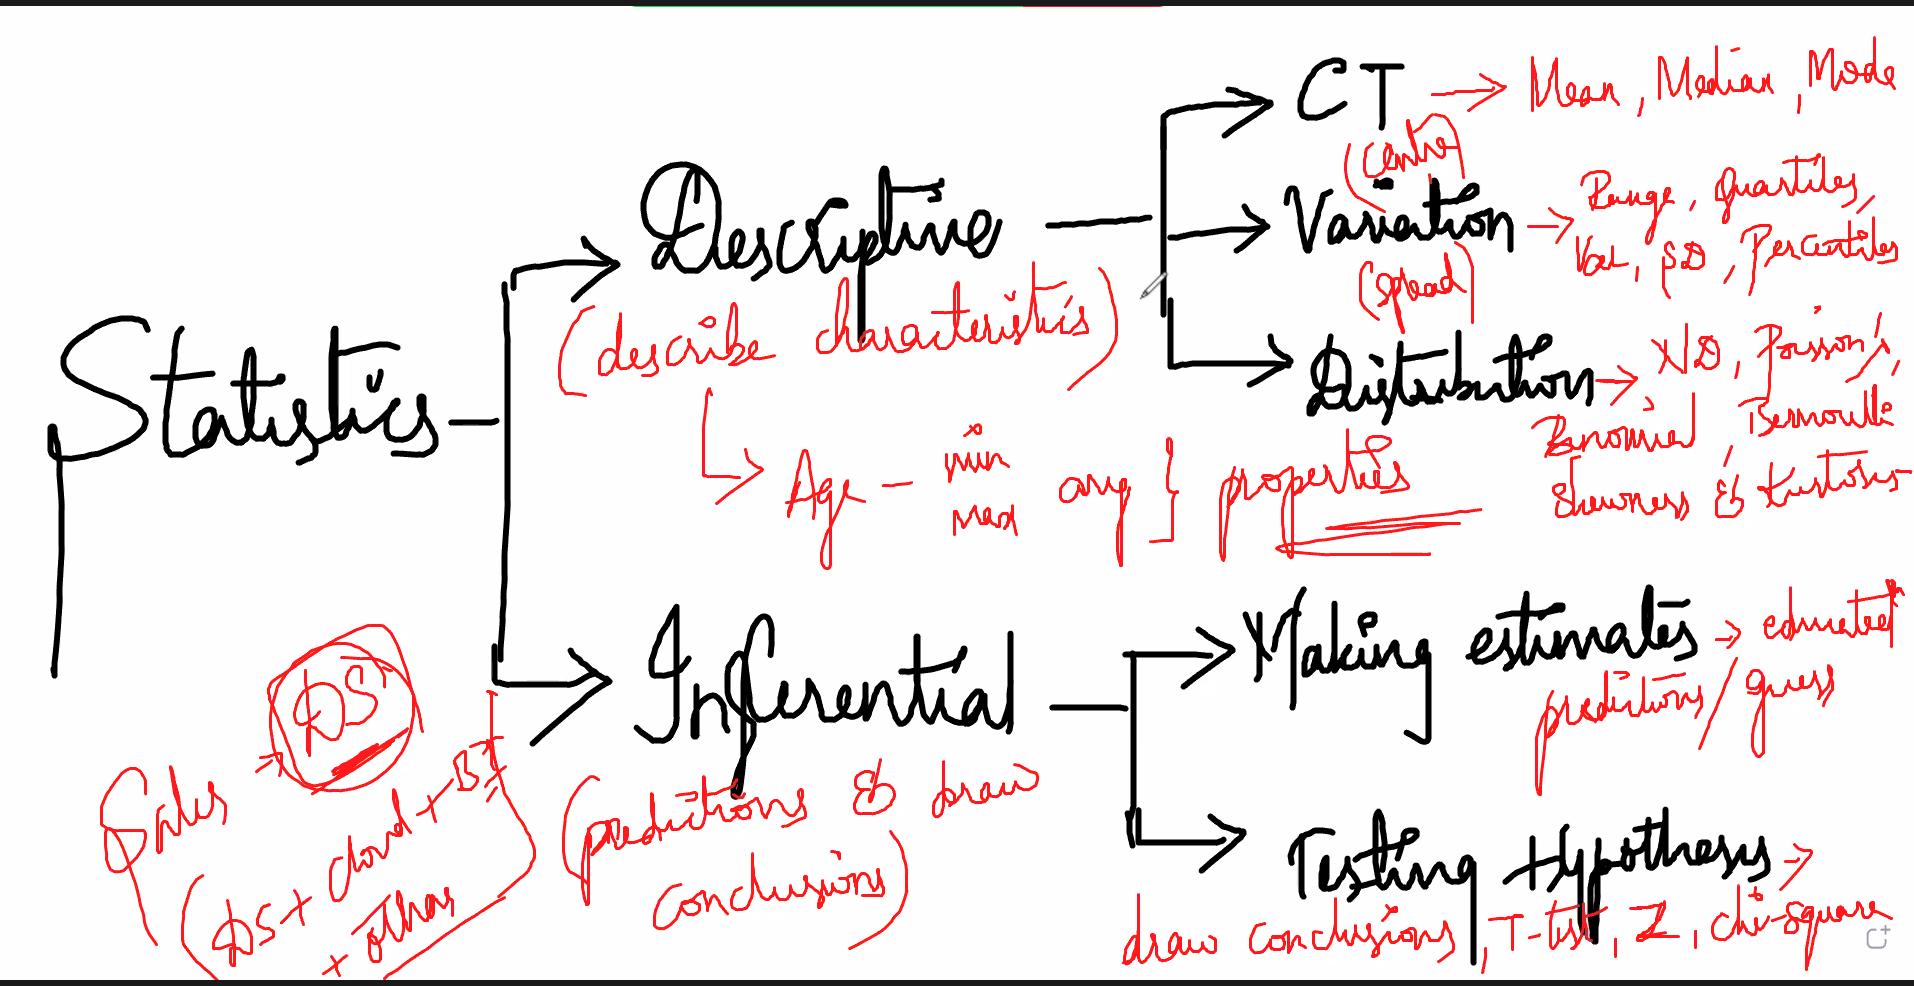 CT → Mean, Median, Mode
(centre)
Descriptive
Variation → Range, Quartiles,
Var, SD, Percentiles
(spread)
(describe characteristics)
Distribution → ND, Poisson's,
Binomial, Bernoulli
Skewness & Kurtosis
Age - min
max
avg } properties
Statistics
Inferential
Making estimates → educated
predictions / guess
(predictions & draw
conclusions)
Testing Hypothesis →
draw conclusions, T-test, Z, chi-square
Sales → DS
(DS + cloud + BI
+ others